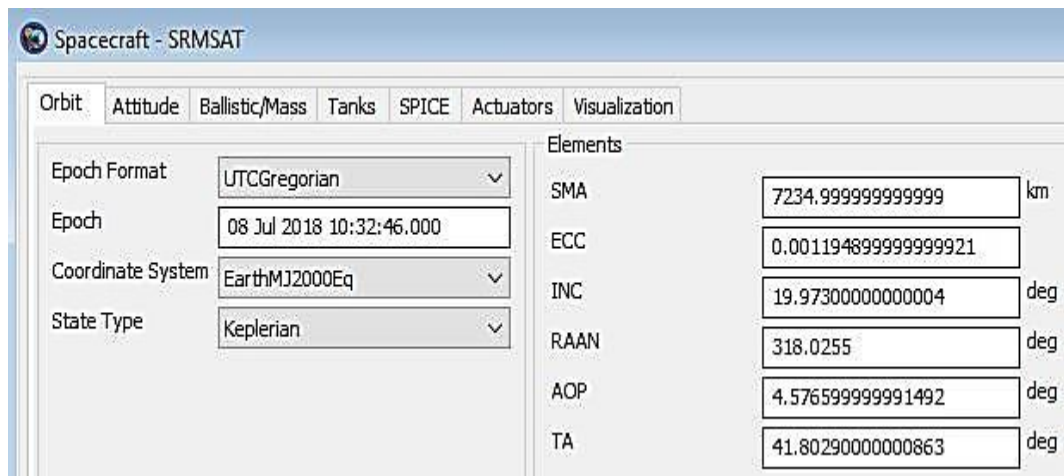 Spacecraft - SRMSAT
Orbit Attitude Ballistic/Mass Tanks SPICE Actuators Visualization
Epoch Format UTCGregorian
Epoch 08 Jul 2018 10:32:46.000
Coordinate System EarthMJ2000Eq
State Type Keplerian
Elements
SMA 7234.999999999999 km
ECC 0.001194899999999921
INC 19.97300000000004 deg
RAAN 318.0255 deg
AOP 4.576599999991492 deg
TA 41.80290000000863 deg